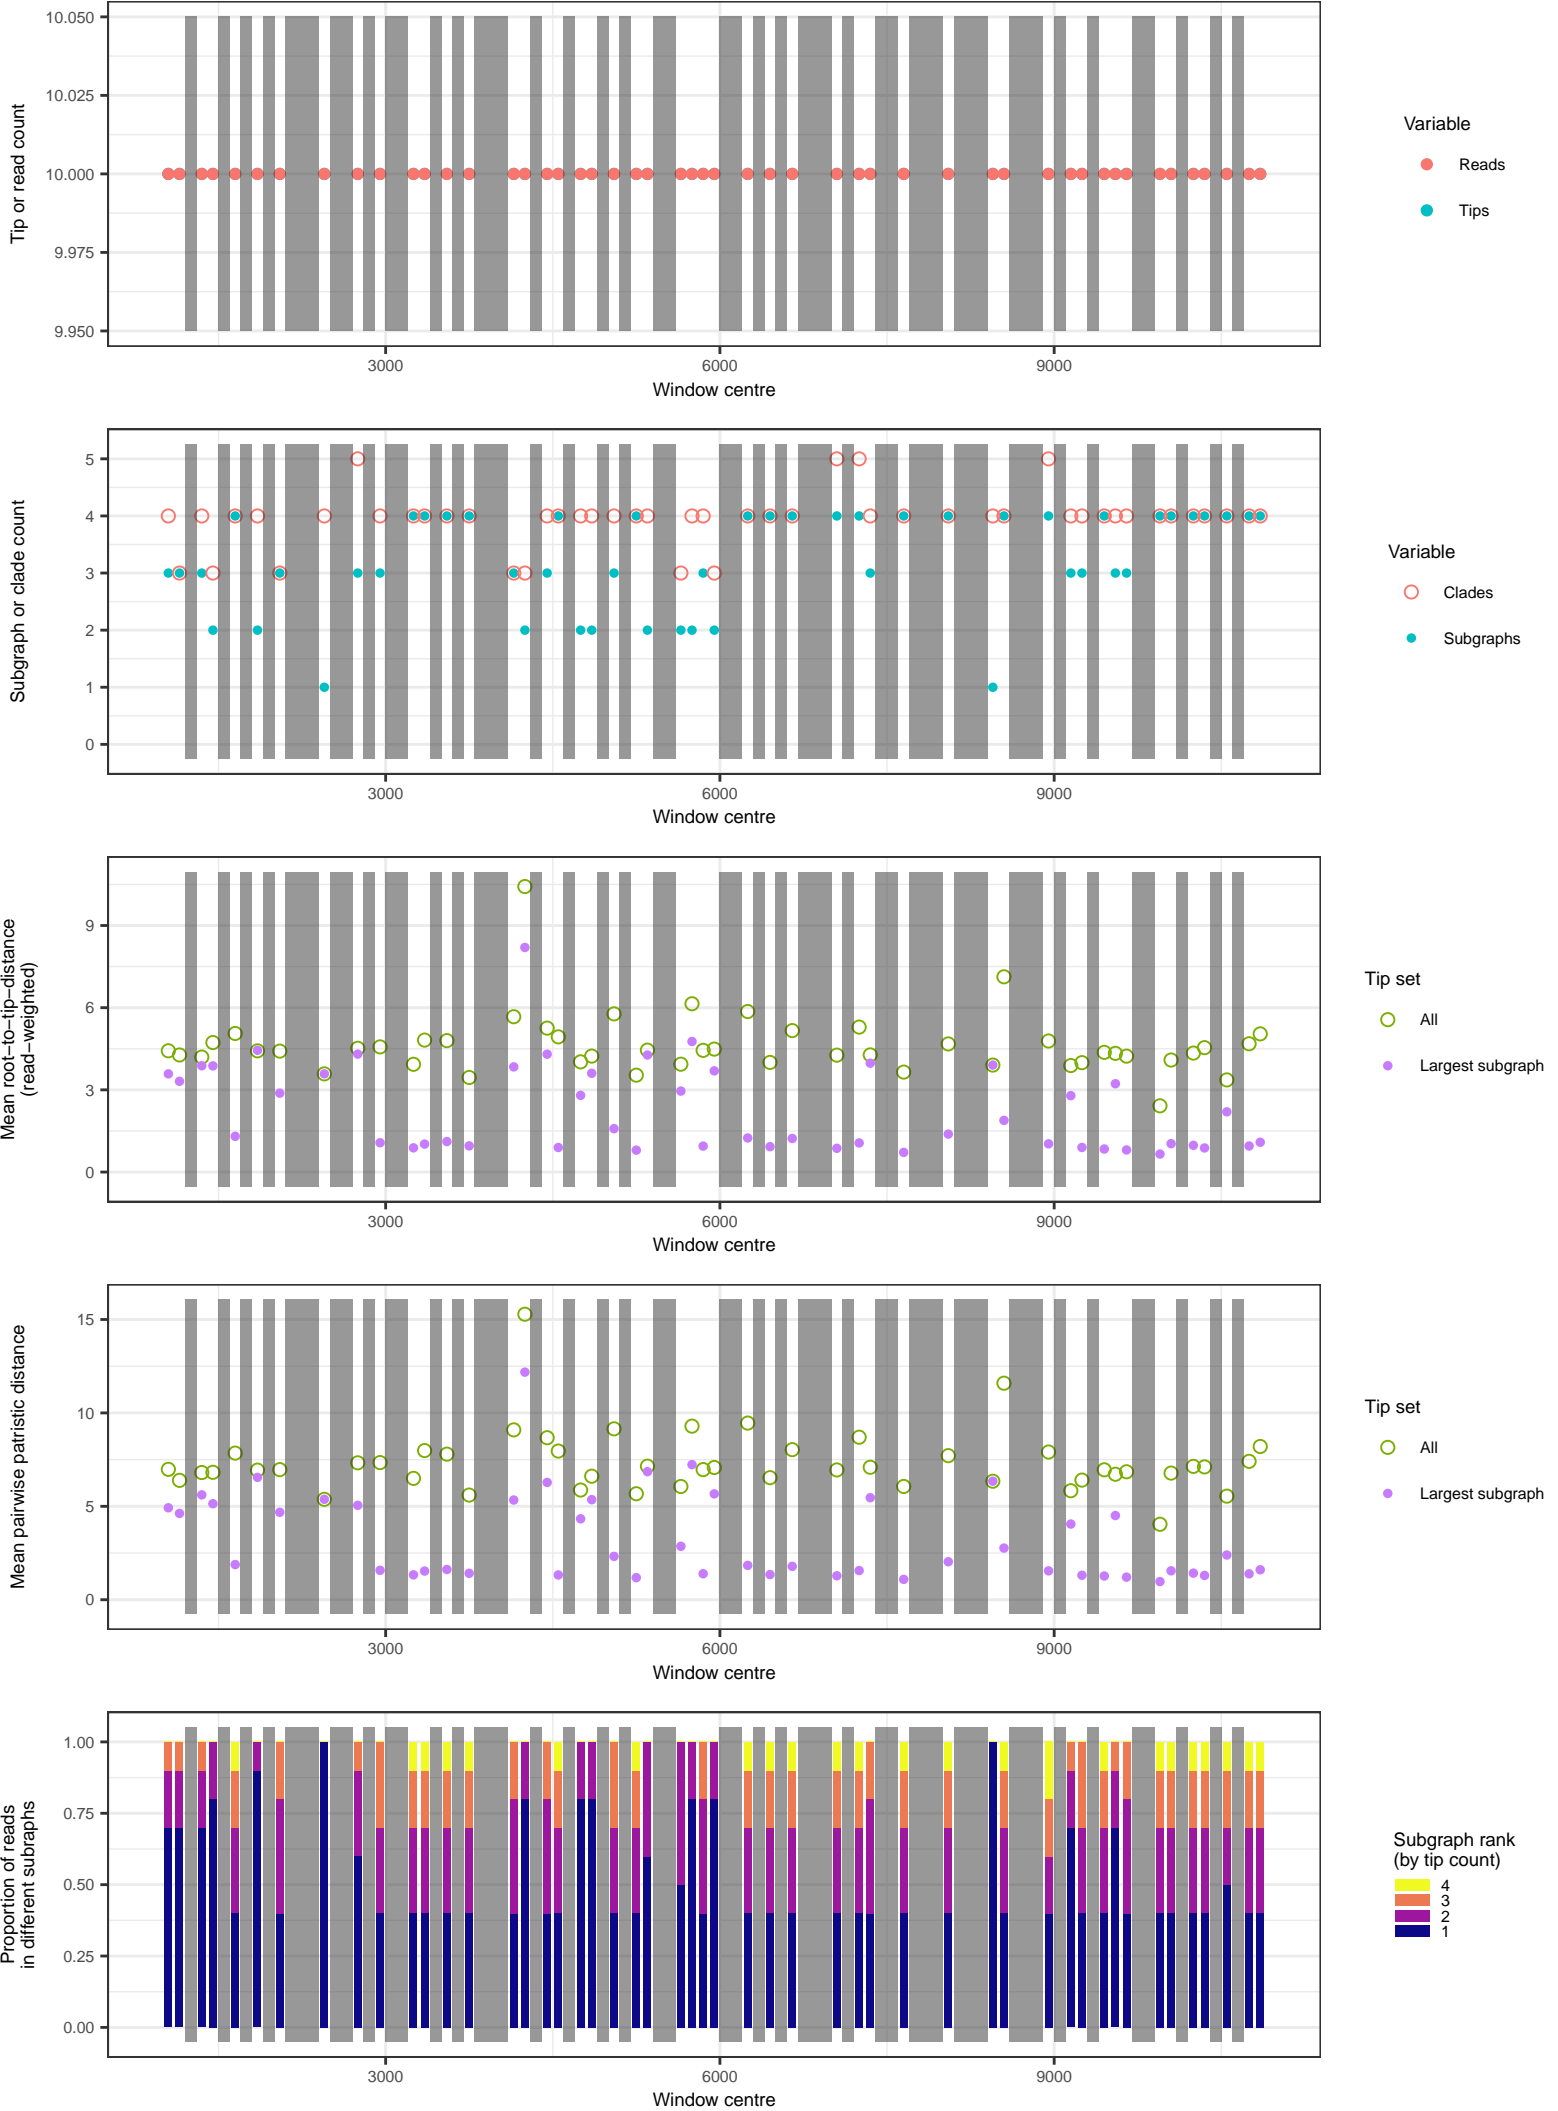 10.050
10.025
10.000
9.975
9.950
Tip or read count
3000 6000 9000
Window centre
Variable
Reads
Tips
5
4
3
2
1
0
Subgraph or clade count
3000 6000 9000
Window centre
Variable
Clades
Subgraphs
9
6
3
0
Mean root−to−tip−distance
(read−weighted)
3000 6000 9000
Window centre
Tip set
All
Largest subgraph
15
10
5
0
Mean pairwise patristic distance
3000 6000 9000
Window centre
Tip set
All
Largest subgraph
1.00
0.75
0.50
0.25
0.00
Proportion of reads
in different subraphs
3000 6000 9000
Window centre
Subgraph rank
(by tip count)
4
3
2
1